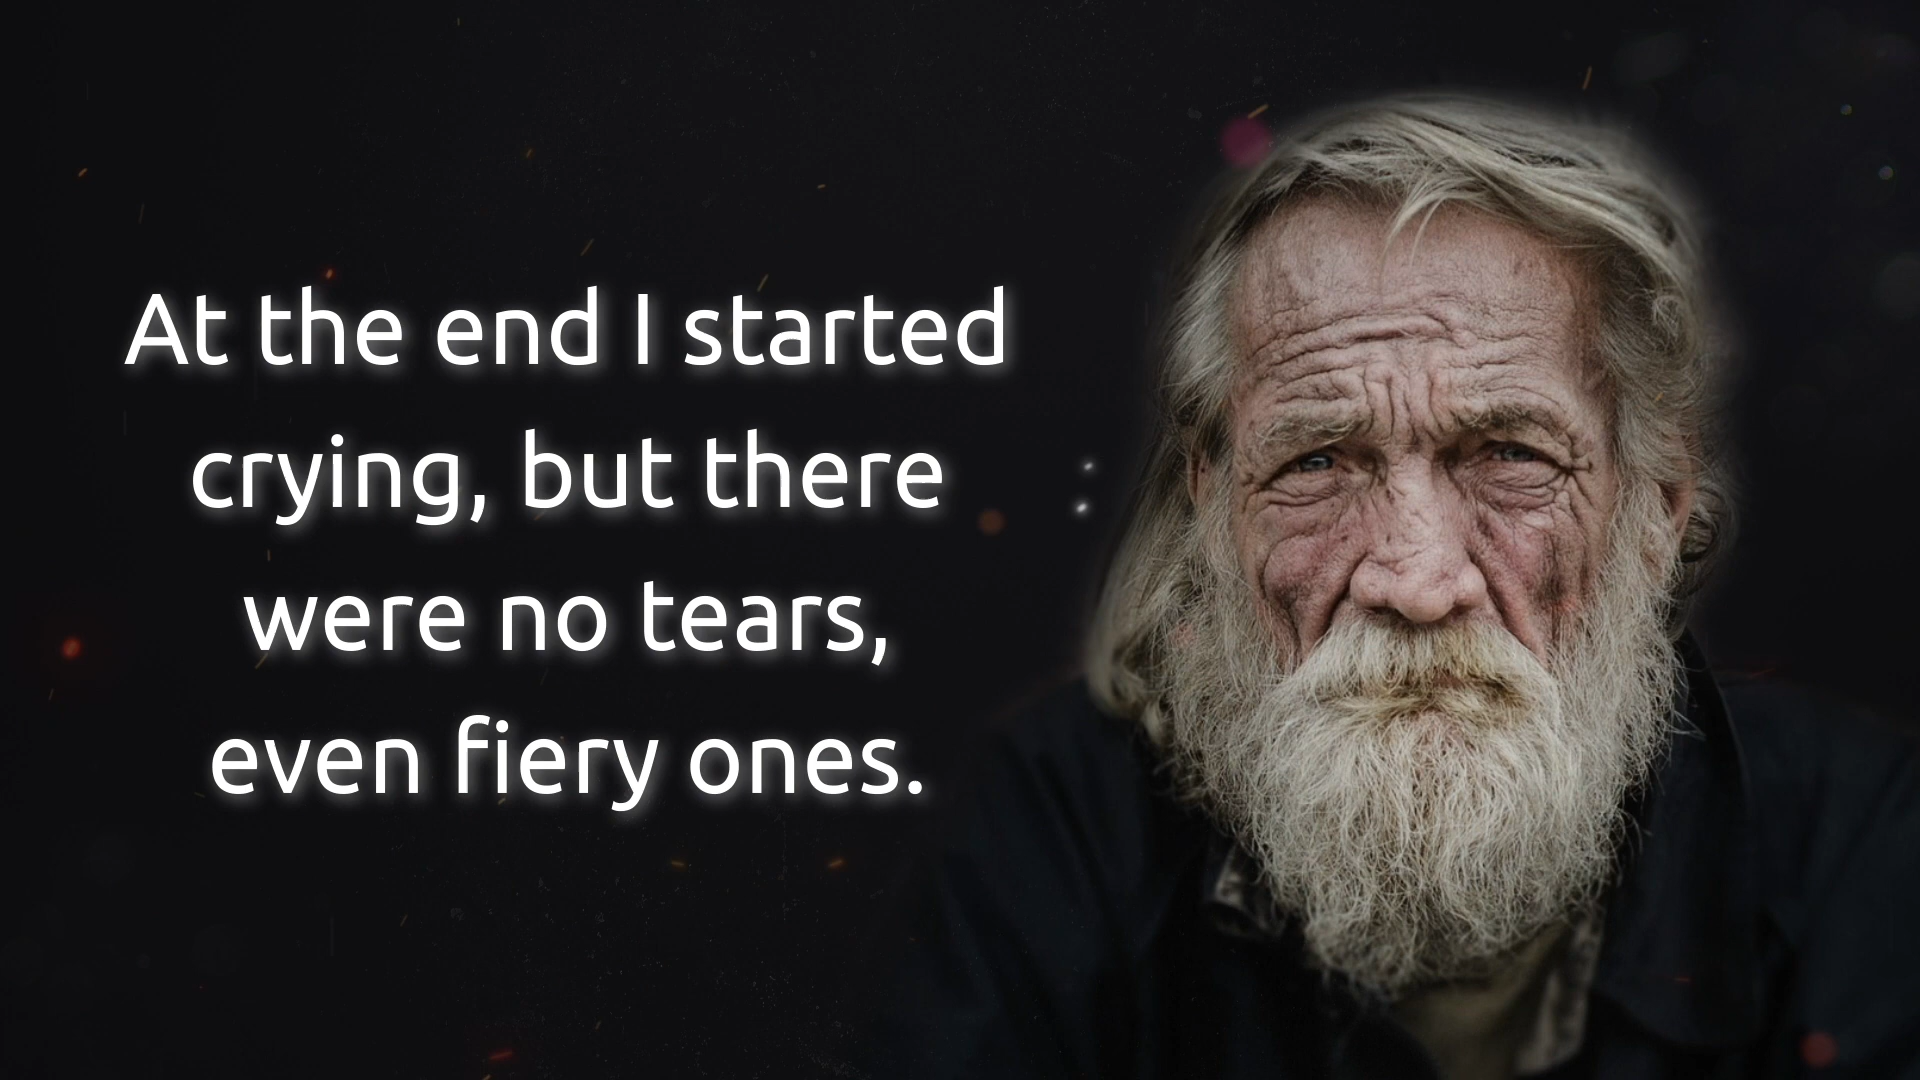 At the end I started
crying, but there
were no tears,
even fiery ones.